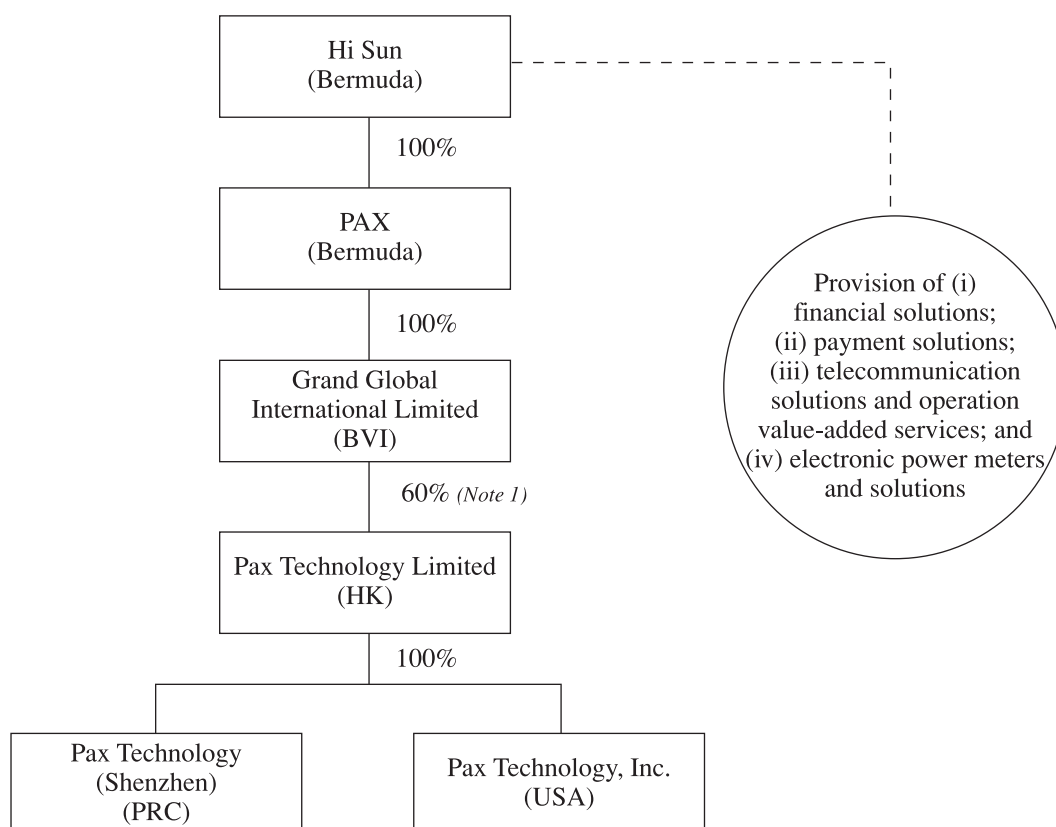 Hi Sun
(Bermuda)
100%
PAX
(Bermuda)
100%
Grand Global
International Limited
(BVI)
60% (Note 1)
Pax Technology Limited
(HK)
100%
Pax Technology
(Shenzhen)
(PRC)
Pax Technology, Inc.
(USA)
Provision of (i)
financial solutions;
(ii) payment solutions;
(iii) telecommunication
solutions and operation
value-added services; and
(iv) electronic power meters
and solutions